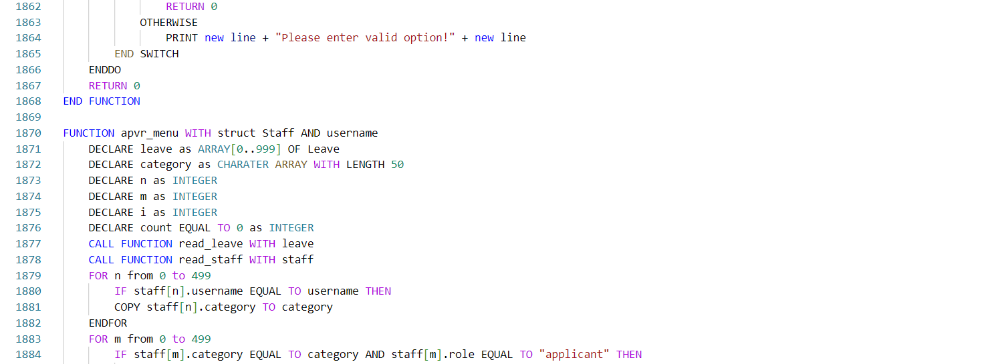 1862 RETURN 0
1863 OTHERWISE
1864 PRINT new line + "Please enter valid option!" + new line
1865 END SWITCH
1866 ENDDO
1867 RETURN 0
1868 END FUNCTION
1869
1870 FUNCTION apvr_menu WITH struct Staff AND username
1871 DECLARE leave as ARRAY[0..999] OF Leave
1872 DECLARE category as CHARATER ARRAY WITH LENGTH 50
1873 DECLARE n as INTEGER
1874 DECLARE m as INTEGER
1875 DECLARE i as INTEGER
1876 DECLARE count EQUAL TO 0 as INTEGER
1877 CALL FUNCTION read_leave WITH leave
1878 CALL FUNCTION read_staff WITH staff
1879 FOR n from 0 to 499
1880 IF staff[n].username EQUAL TO username THEN
1881 COPY staff[n].category TO category
1882 ENDFOR
1883 FOR m from 0 to 499
1884 IF staff[m].category EQUAL TO category AND staff[m].role EQUAL TO "applicant" THEN